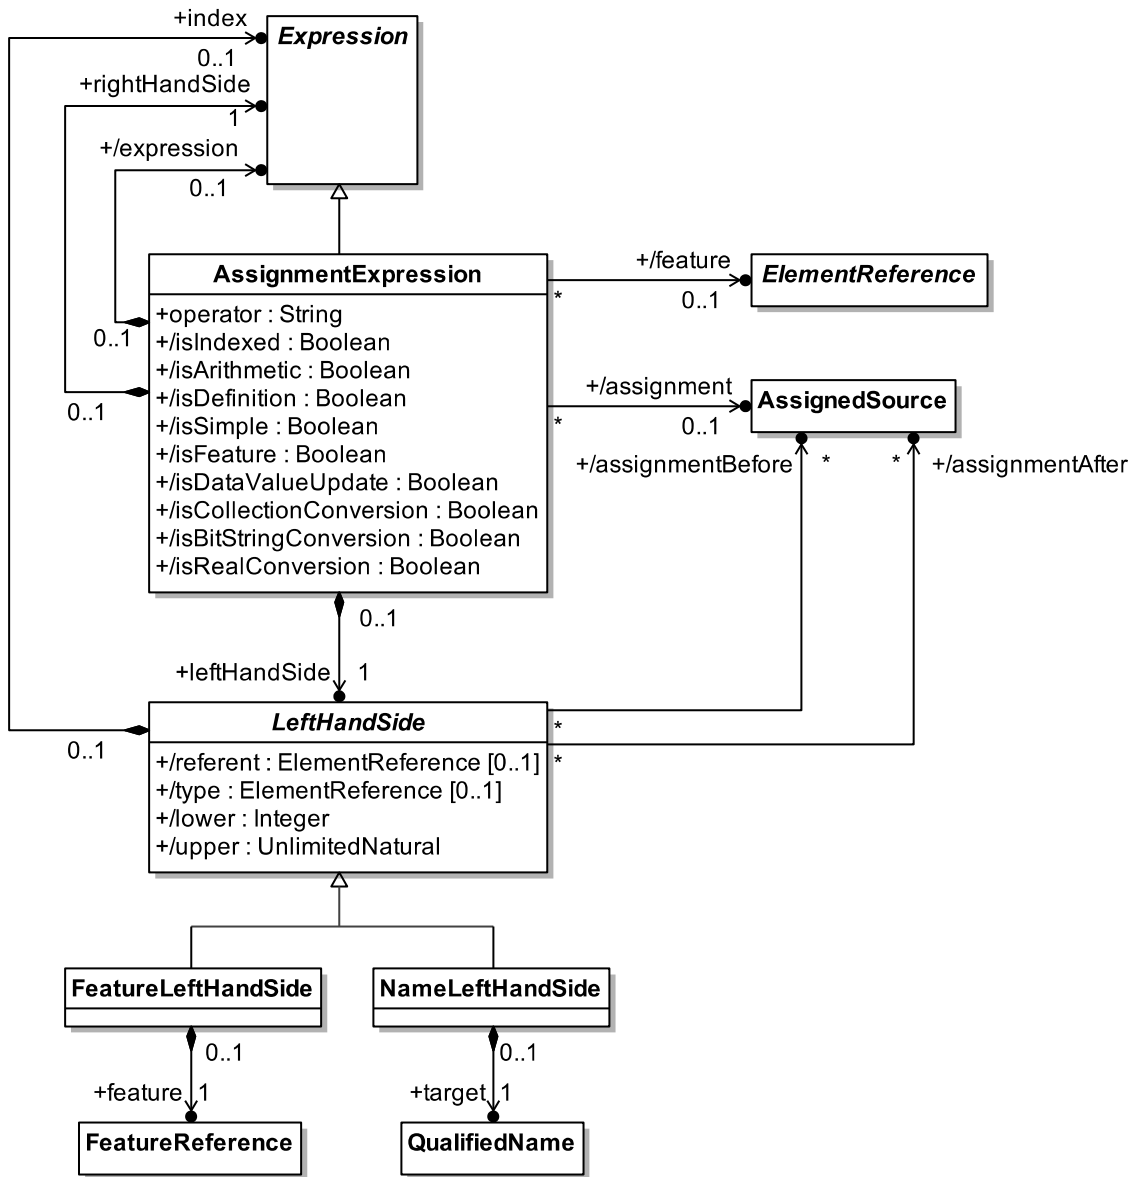 +index
Expression
0..1
+rightHandSide
1
+/expression
0..1
AssignmentExpression
+/feature
ElementReference
*
0..1
+operator : String
0..1
+/isIndexed : Boolean
+/isArithmetic : Boolean
+/assignment
AssignedSource
0..1
+/isDefinition : Boolean
*
0..1
+/isSimple : Boolean
+/isFeature : Boolean
+/assignmentBefore
*
*
+/assignmentAfter
+/isDataValueUpdate : Boolean
+/isCollectionConversion : Boolean
+/isBitStringConversion : Boolean
+/isRealConversion : Boolean
0..1
+leftHandSide
1
LeftHandSide
*
0..1
+/referent : ElementReference [0..1]
*
+/type : ElementReference [0..1]
+/lower : Integer
+/upper : UnlimitedNatural
FeatureLeftHandSide
NameLeftHandSide
0..1
0..1
+feature
1
+target
1
FeatureReference
QualifiedName